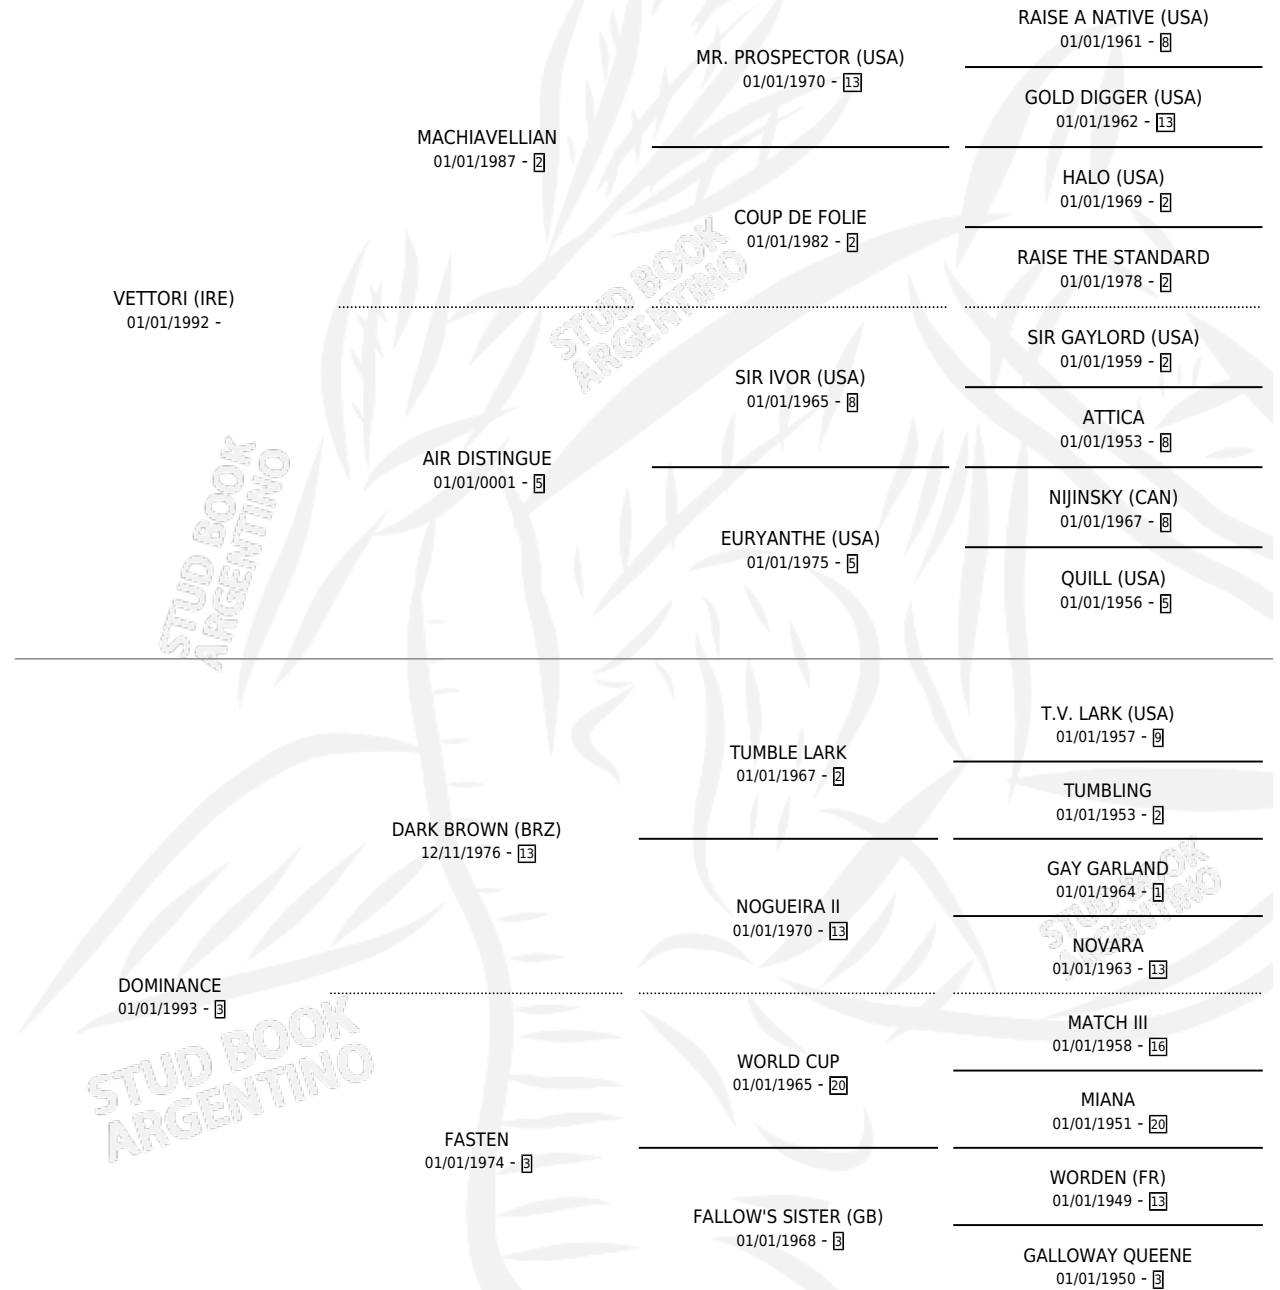 RAISE A NATIVE (USA)
01/01/1961 - 8
MR. PROSPECTOR (USA)
01/01/1970 - 13
GOLD DIGGER (USA)
01/01/1962 - 13
MACHIAVELLIAN
01/01/1987 - 2
HALO (USA)
01/01/1969 - 2
COUP DE FOLIE
01/01/1982 - 2
RAISE THE STANDARD
01/01/1978 - 2
VETTORI (IRE)
01/01/1992 -
SIR GAYLORD (USA)
01/01/1959 - 2
SIR IVOR (USA)
01/01/1965 - 8
ATTICA
01/01/1953 - 8
AIR DISTINGUE
01/01/0001 - 5
NIJINSKY (CAN)
01/01/1967 - 8
EURYANTHE (USA)
01/01/1975 - 5
QUILL (USA)
01/01/1956 - 5
T.V. LARK (USA)
01/01/1957 - 9
TUMBLE LARK
01/01/1967 - 2
TUMBLING
01/01/1953 - 2
DARK BROWN (BRZ)
12/11/1976 - 13
GAY GARLAND
01/01/1964 - 1
NOGUEIRA II
01/01/1970 - 13
NOVARA
01/01/1963 - 13
DOMINANCE
01/01/1993 - 3
MATCH III
01/01/1958 - 16
WORLD CUP
01/01/1965 - 20
MIANA
01/01/1951 - 20
FASTEN
01/01/1974 - 3
WORDEN (FR)
01/01/1949 - 13
FALLOW'S SISTER (GB)
01/01/1968 - 3
GALLOWAY QUEENE
01/01/1950 - 3
STUD BOOK
ARGENTINO
STUD BOOK
ARGENTINO
STUD BOOK
ARGENTINO
STUD BOOK
ARGENTINO